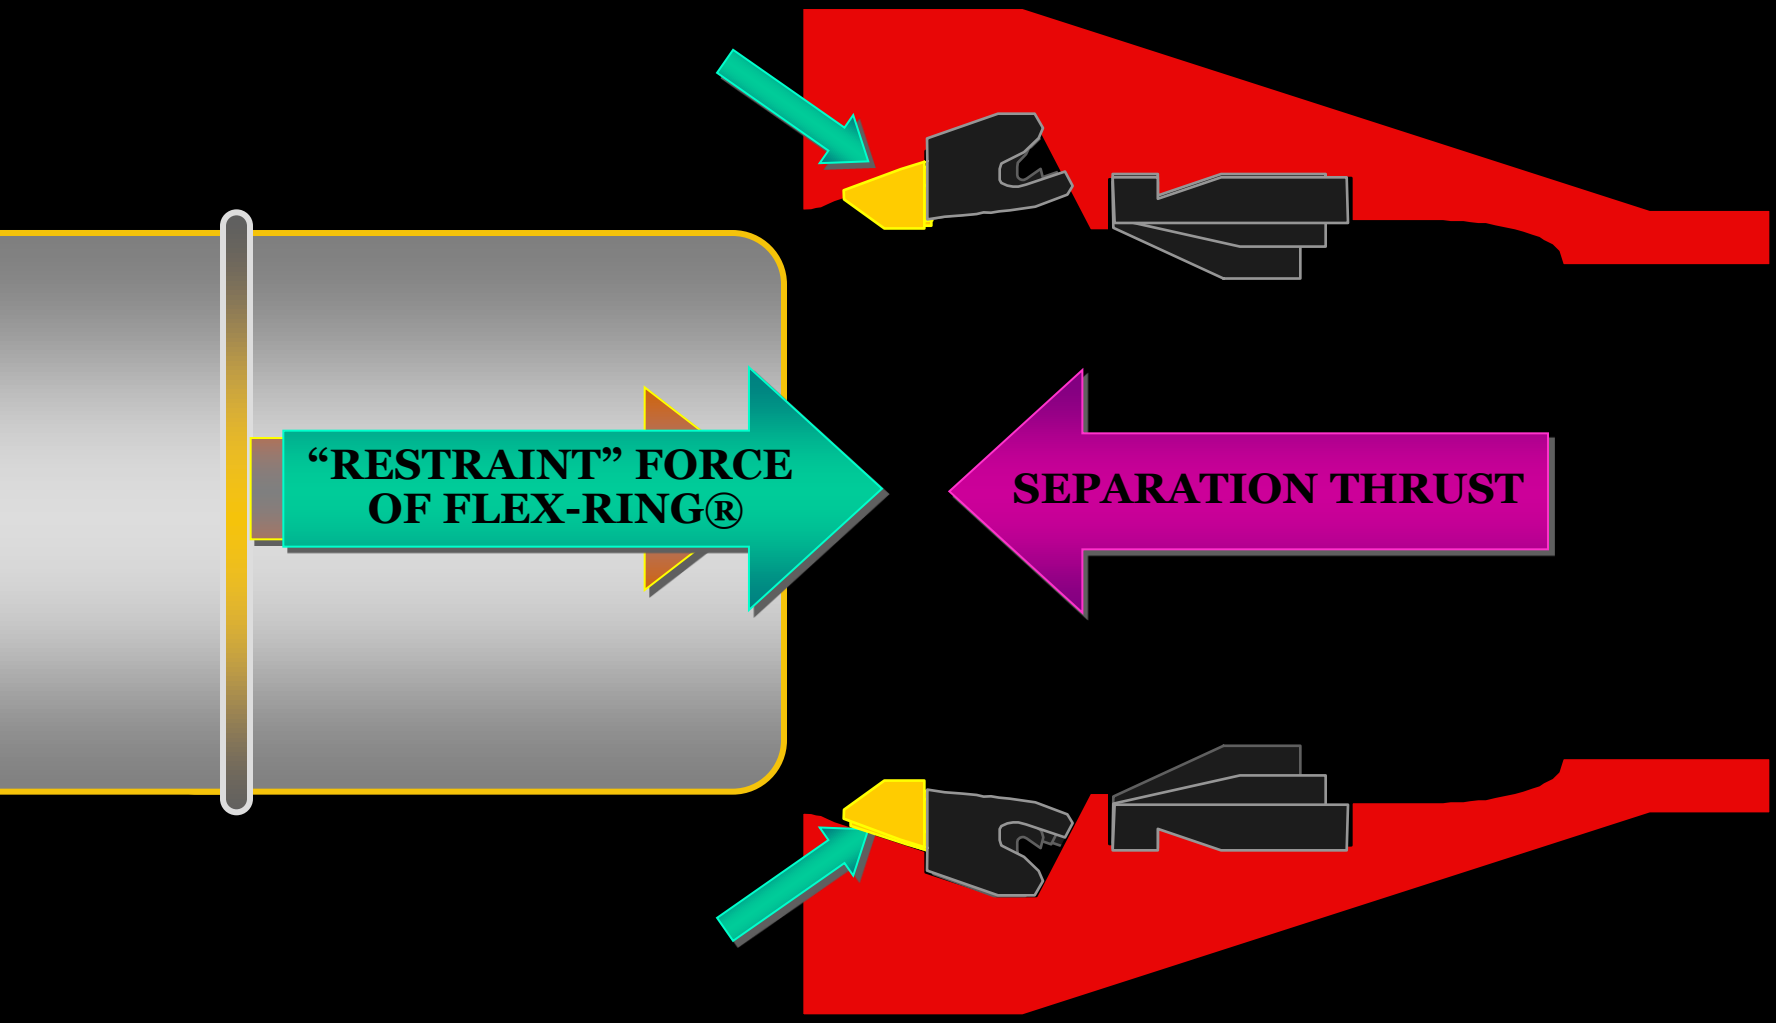 “RESTRAINT” FORCE
OF FLEX-RING®
SEPARATION THRUST